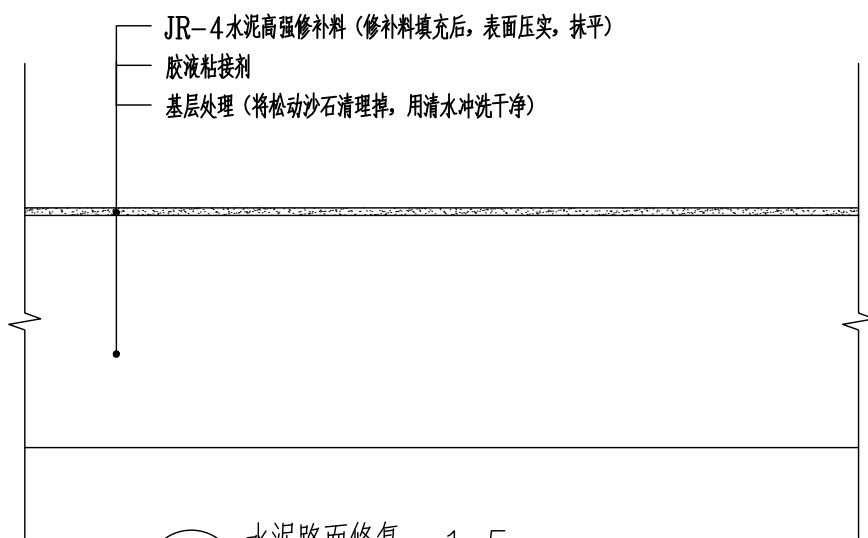 JR-4水泥高强修补料（修补料填充后，表面压实，抹平）
胶液粘接剂
基层处理（将松动沙石清理掉，用清水冲洗干净）
水泥路面修复